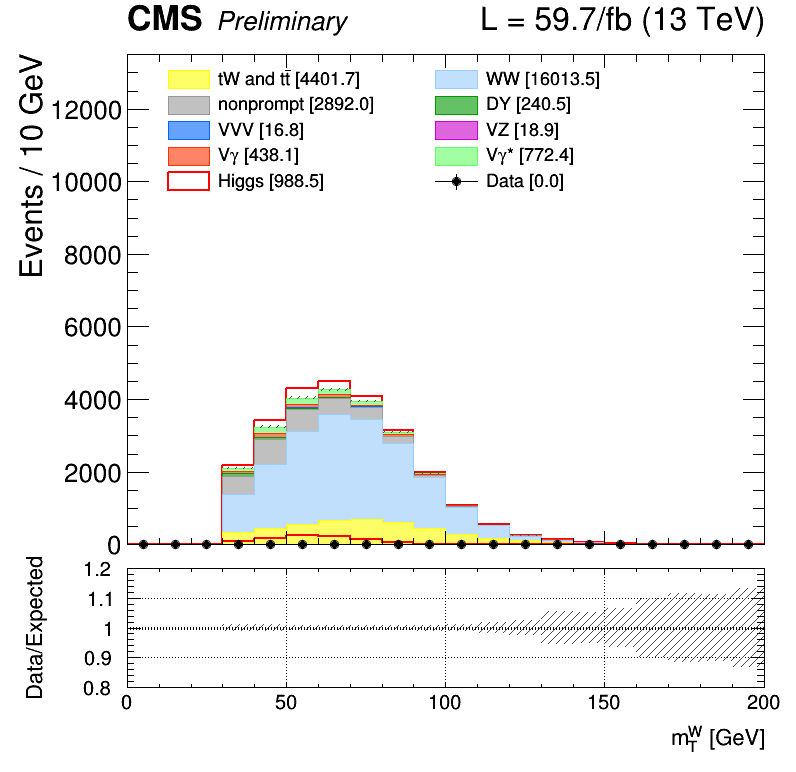 CMS Preliminary L = 59.7/fb (13 TeV)
Events / 10 GeV
tW and tt̄ [4401.7] WW [16013.5]
nonprompt [2892.0] DY [240.5]
VVV [16.8] VZ [18.9]
Vγ [438.1] Vγ* [772.4]
Higgs [988.5] Data [0.0]
12000
10000
8000
6000
4000
2000
0
Data/Expected
1.2
1.1
1
0.9
0.8
0 50 100 150 200
m_T^W [GeV]